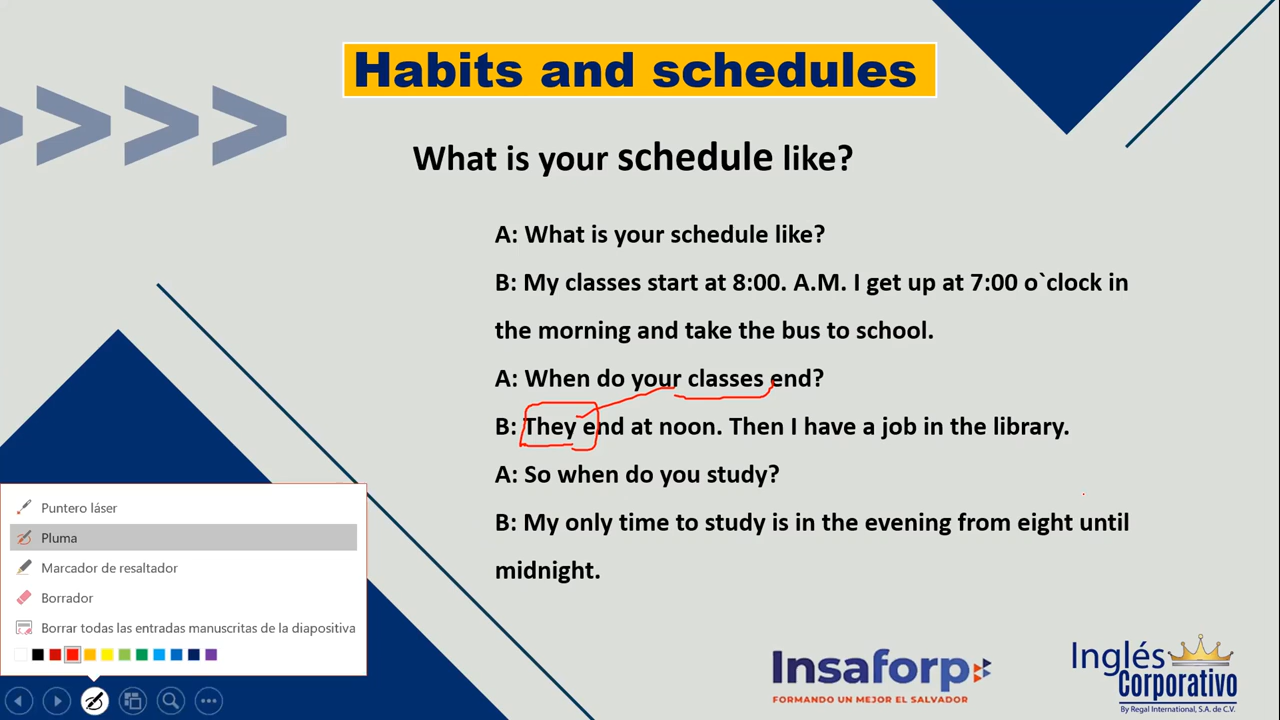 Habits and schedules
What is your schedule like?
A: What is your schedule like?
B: My classes start at 8:00. A.M. I get up at 7:00 o`clock in
the morning and take the bus to school.
A: When do your classes end?
B: They end at noon. Then I have a job in the library.
A: So when do you study?
B: My only time to study is in the evening from eight until
midnight.
Puntero láser
Pluma
Marcador de resaltador
Borrador
Borrar todas las entradas manuscritas de la diapositiva
Insaforp
FORMANDO UN MEJOR EL SALVADOR
Inglés
Corporativo
By Regal International, S.A. de C.V.